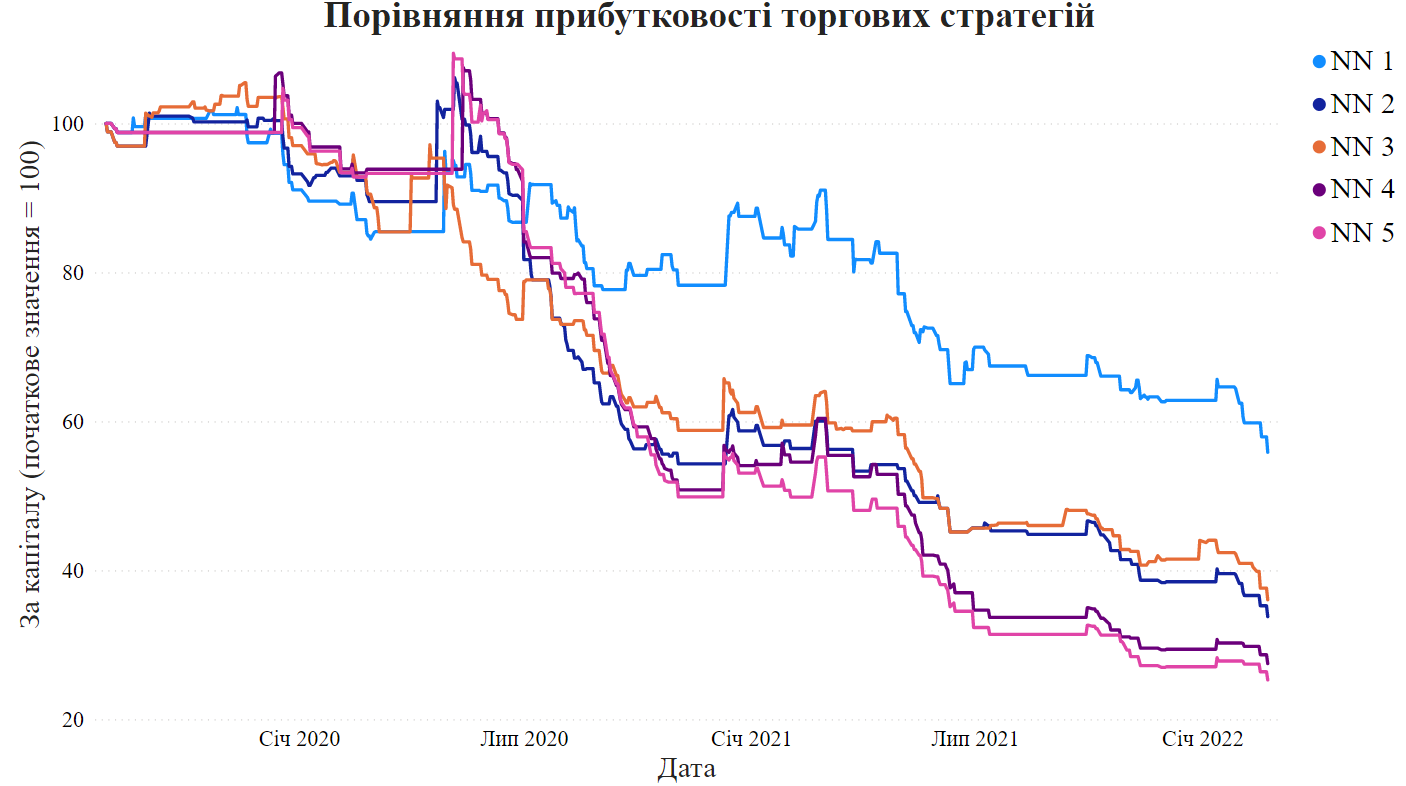 Порівняння прибутковості торгових стратегій
NN 1
NN 2
NN 3
NN 4
NN 5
За капіталу (початкове значення = 100)
100
80
60
40
20
Січ 2020
Лип 2020
Січ 2021
Лип 2021
Січ 2022
Дата